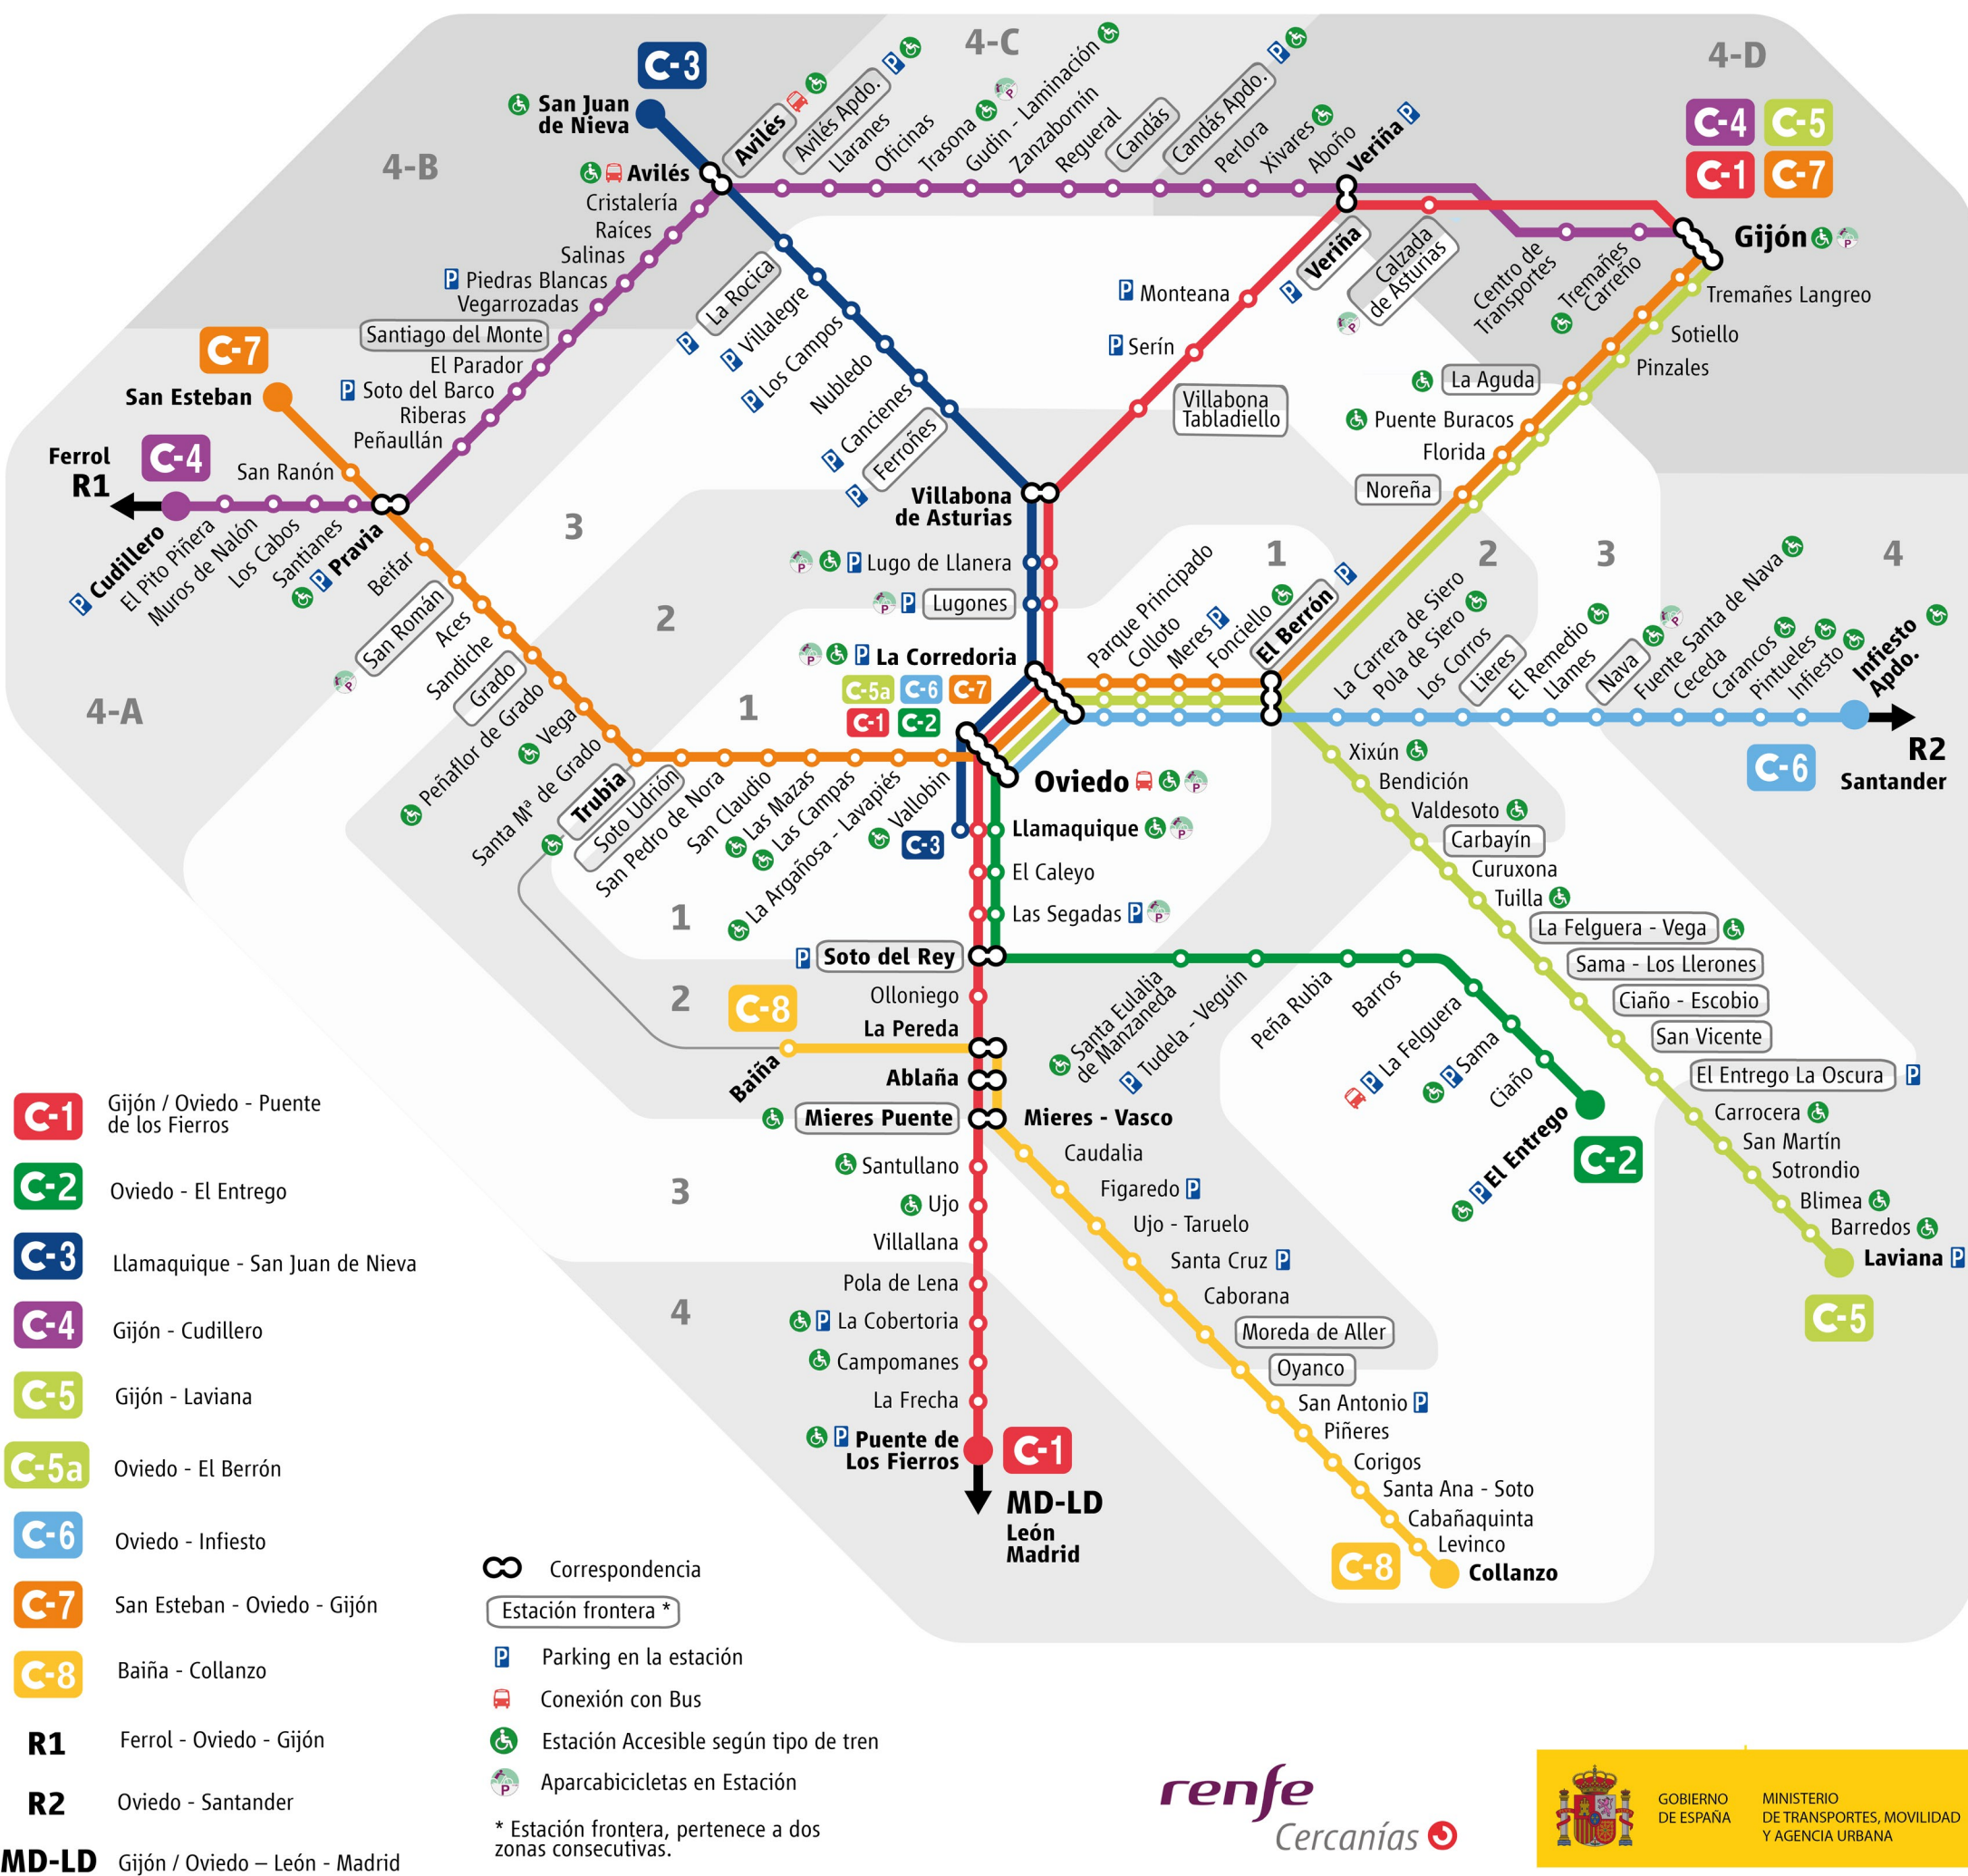 4-C
4-D
4-B
C-3
San Juan
de Nieva
Avilés
Avilés
Avilés Apdo.
Llaranes
Oficinas
Trasona
Gudin - Laminación
Zanzabornín
Regueral
Candás
Candás Apdo.
Perlora
Xivares
Aboño
Veriña
C-4
C-5
C-1
C-7
Gijón
Cristalería
Raíces
Salinas
Piedras Blancas
Vegarrozadas
Santiago del Monte
El Parador
Soto del Barco
Riberas
Peñaullán
C-7
San Esteban
San Ranón
Ferrol
R1
C-4
Cudillero
El Pito Piñera
Muros de Nalón
Los Cabos
Santianes
Pravia
La Rocica
Villalegre
Los Campos
Nubledo
Cancienes
Ferroñes
Villabona
de Asturias
Monteana
Serín
Villabona
Tabladiello
Veriña
Calzada
de Asturias
Centro de
Transportes
Tremañes
Carreño
Tremañes Langreo
Sotiello
Pinzales
La Aguda
Puente Buracos
Florida
Noreña
3
2
1
4-A
1
2
3
4
Lugo de Llanera
Lugones
La Corredoria
C-5a
C-6
C-7
C-1
C-2
Parque Principado
Colloto
Meres
Fonciello
El Berrón
La Carrera de Siero
Pola de Siero
Los Corros
Lieres
El Remedio
Llames
Nava
Fuente Santa de Nava
Ceceda
Carancos
Pintueles
Infiesto
Infiesto
Apdo.
R2
Santander
C-6
Beifar
San Román
Aces
Sandiche
Grado
Peñaflor de Grado
Vega
Santa Mª de Grado
Trubia
Soto Udrión
San Pedro de Nora
San Claudio
Las Mazas
Las Campas
La Argañosa - Lavapiés
Vallobin
C-3
Oviedo
Llamaquique
El Caleyo
Las Segadas
Soto del Rey
1
2
3
4
Olloniego
La Pereda
C-8
Baíña
Ablaña
Mieres Puente
Mieres - Vasco
Santullano
Ujo
Villallana
Pola de Lena
La Cobertoria
Campomanes
La Frecha
Puente de
Los Fierros
C-1
MD-LD
León
Madrid
Santa Eulalia
de Manzaneda
Tudela - Veguín
Peña Rubia
Barros
La Felguera
Sama
Ciaño
El Entrego
C-2
Xixún
Bendición
Valdesoto
Carbayín
Curuxona
Tuilla
La Felguera - Vega
Sama - Los Llerones
Ciaño - Escobio
San Vicente
El Entrego La Oscura
Carrocera
San Martín
Sotrondio
Blimea
Barredos
Laviana
C-5
Caudalia
Figaredo
Ujo - Taruelo
Santa Cruz
Caborana
Moreda de Aller
Oyanco
San Antonio
Piñeres
Corigos
Santa Ana - Soto
Cabañaquinta
Levinco
Collanzo
C-8
C-1 Gijón / Oviedo - Puente
de los Fierros
C-2 Oviedo - El Entrego
C-3 Llamaquique - San Juan de Nieva
C-4 Gijón - Cudillero
C-5 Gijón - Laviana
C-5a Oviedo - El Berrón
C-6 Oviedo - Infiesto
C-7 San Esteban - Oviedo - Gijón
C-8 Baiña - Collanzo
R1 Ferrol - Oviedo - Gijón
R2 Oviedo - Santander
MD-LD Gijón / Oviedo – León - Madrid
Correspondencia
Estación frontera *
P Parking en la estación
Conexión con Bus
Estación Accesible según tipo de tren
P Aparcabicicletas en Estación
* Estación frontera, pertenece a dos
zonas consecutivas.
renfe
Cercanías
GOBIERNO
DE ESPAÑA
MINISTERIO
DE TRANSPORTES, MOVILIDAD
Y AGENCIA URBANA